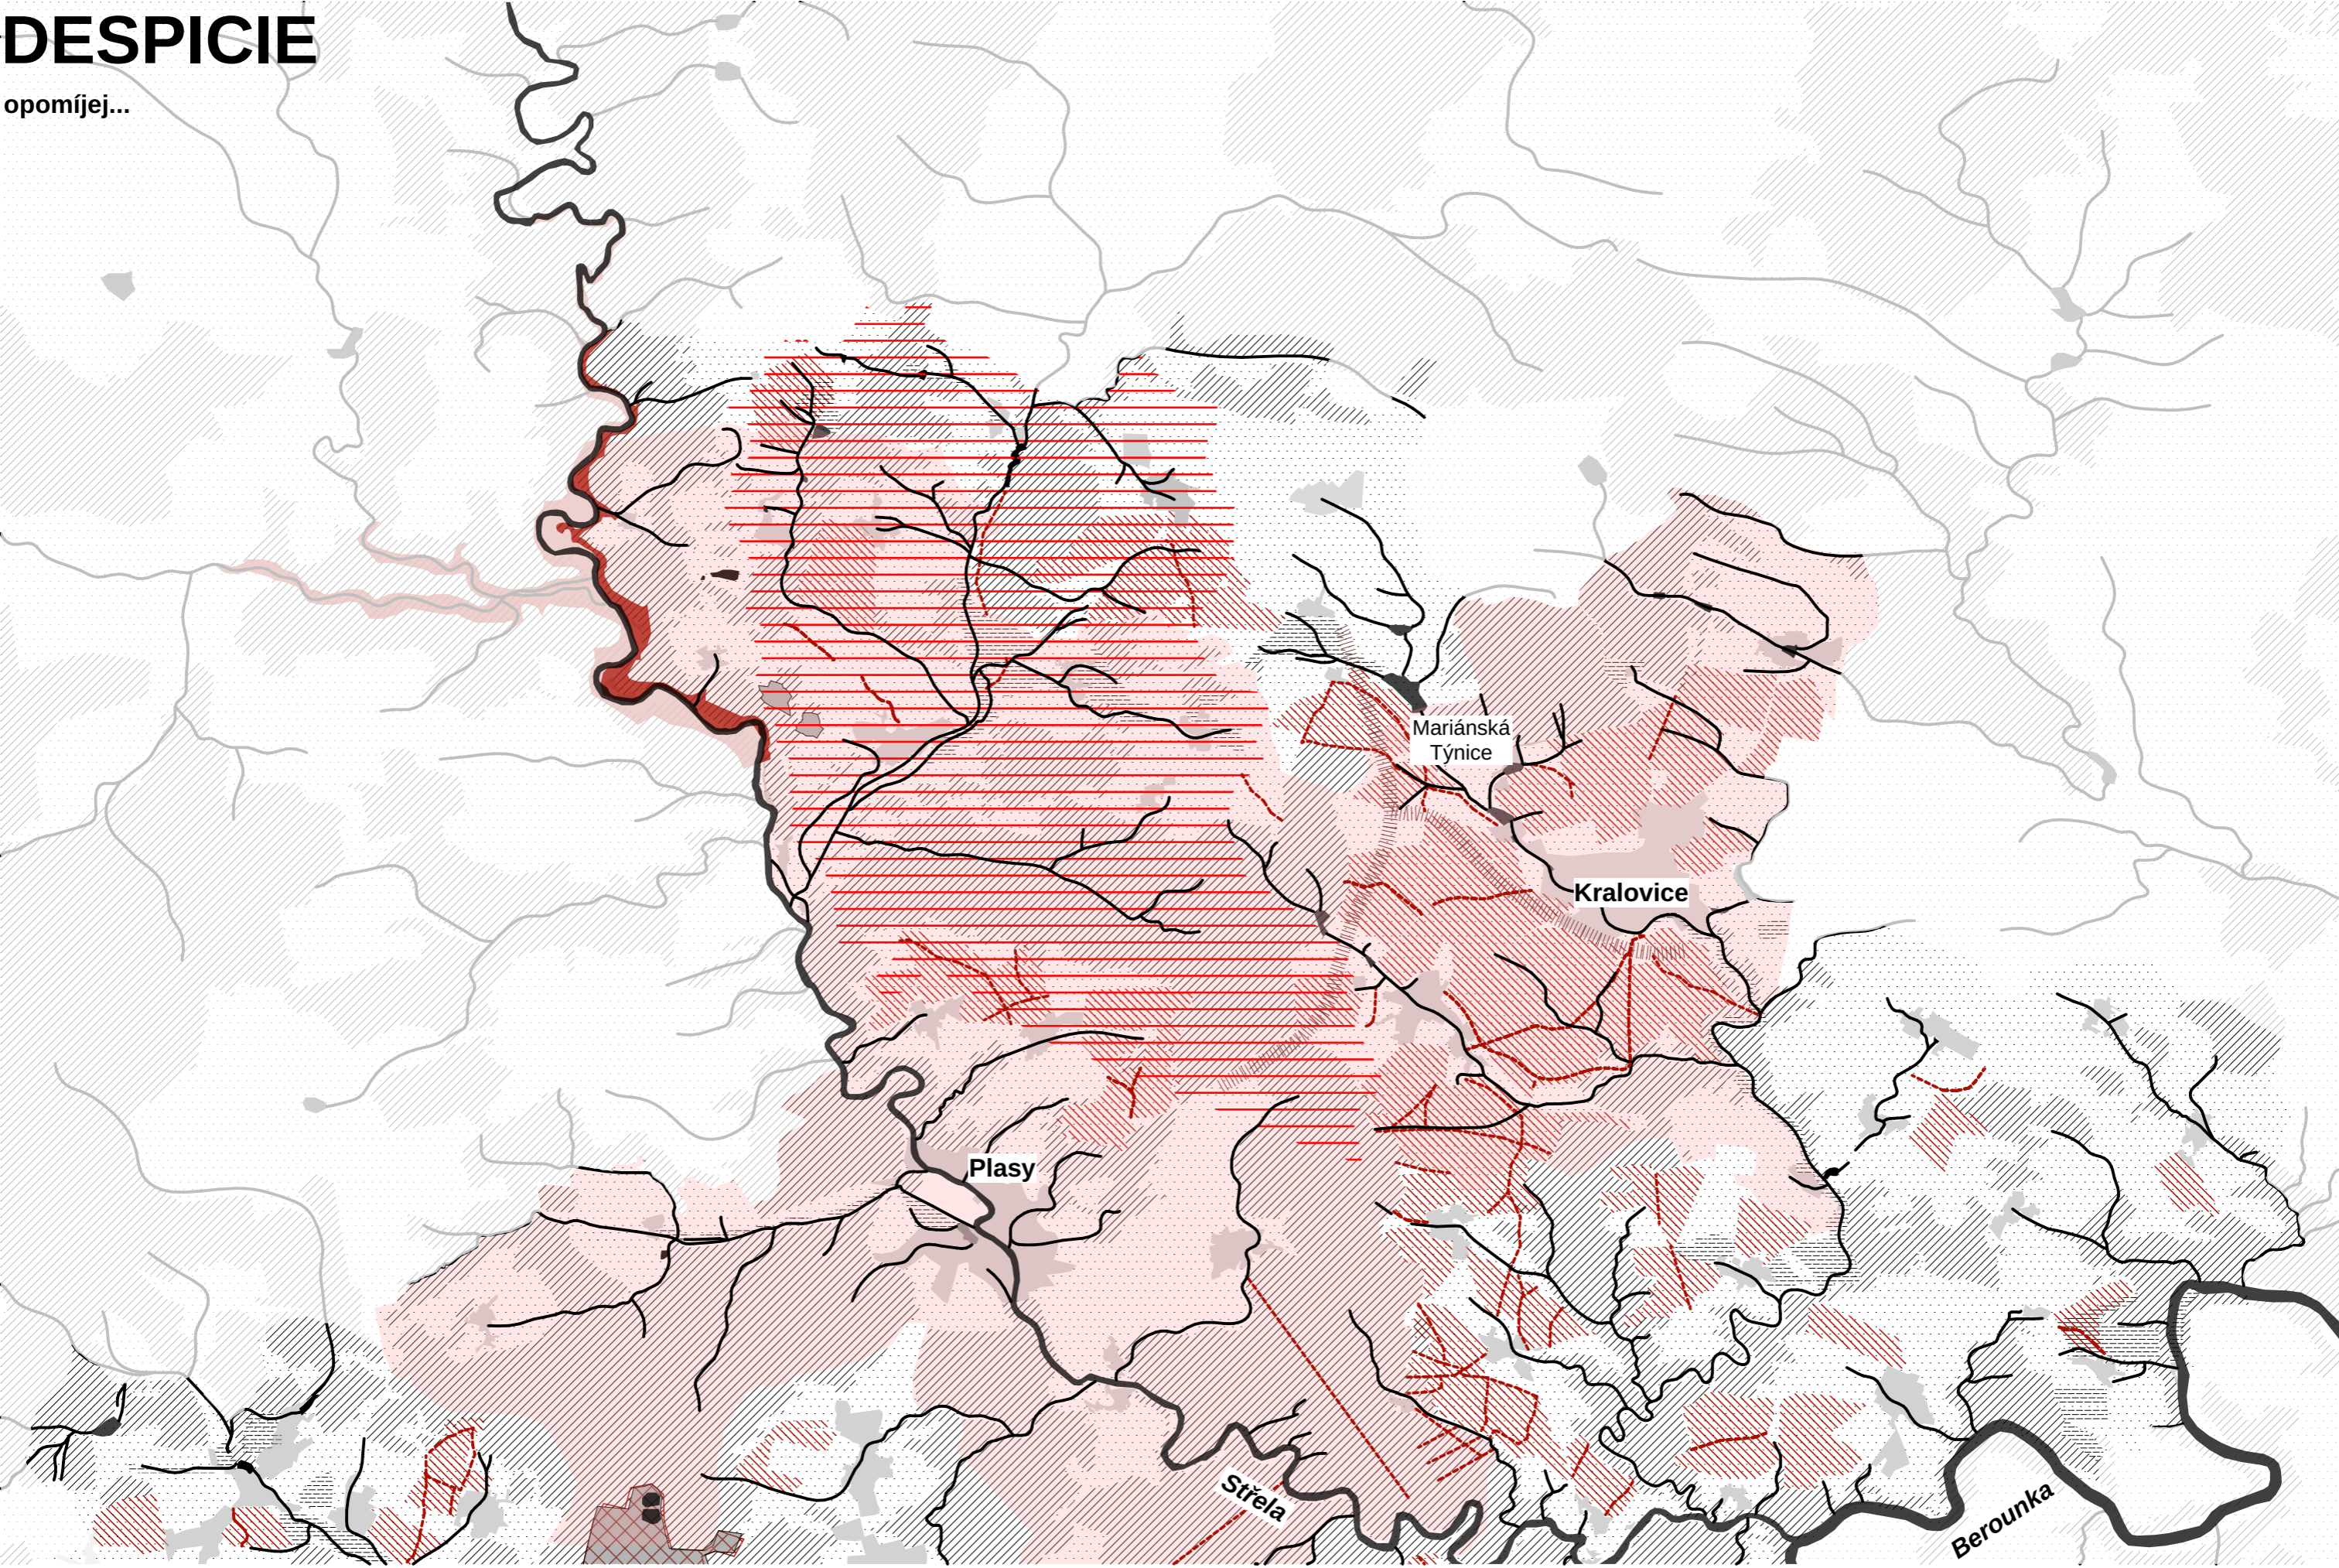 DESPICIE
opomíjej...
Mariánská
Týnice
Kralovice
Plasy
Střela
Berounka